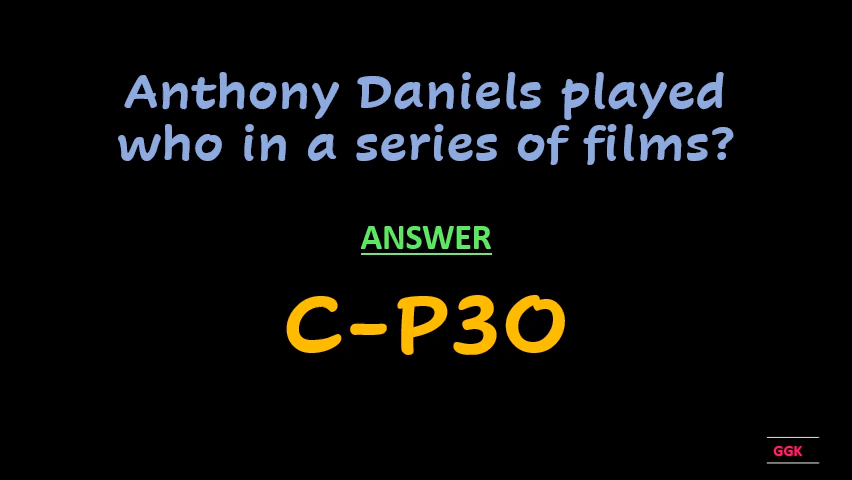 Anthony Daniels played
who in a series of films?
ANSWER
C-P3O
GGK